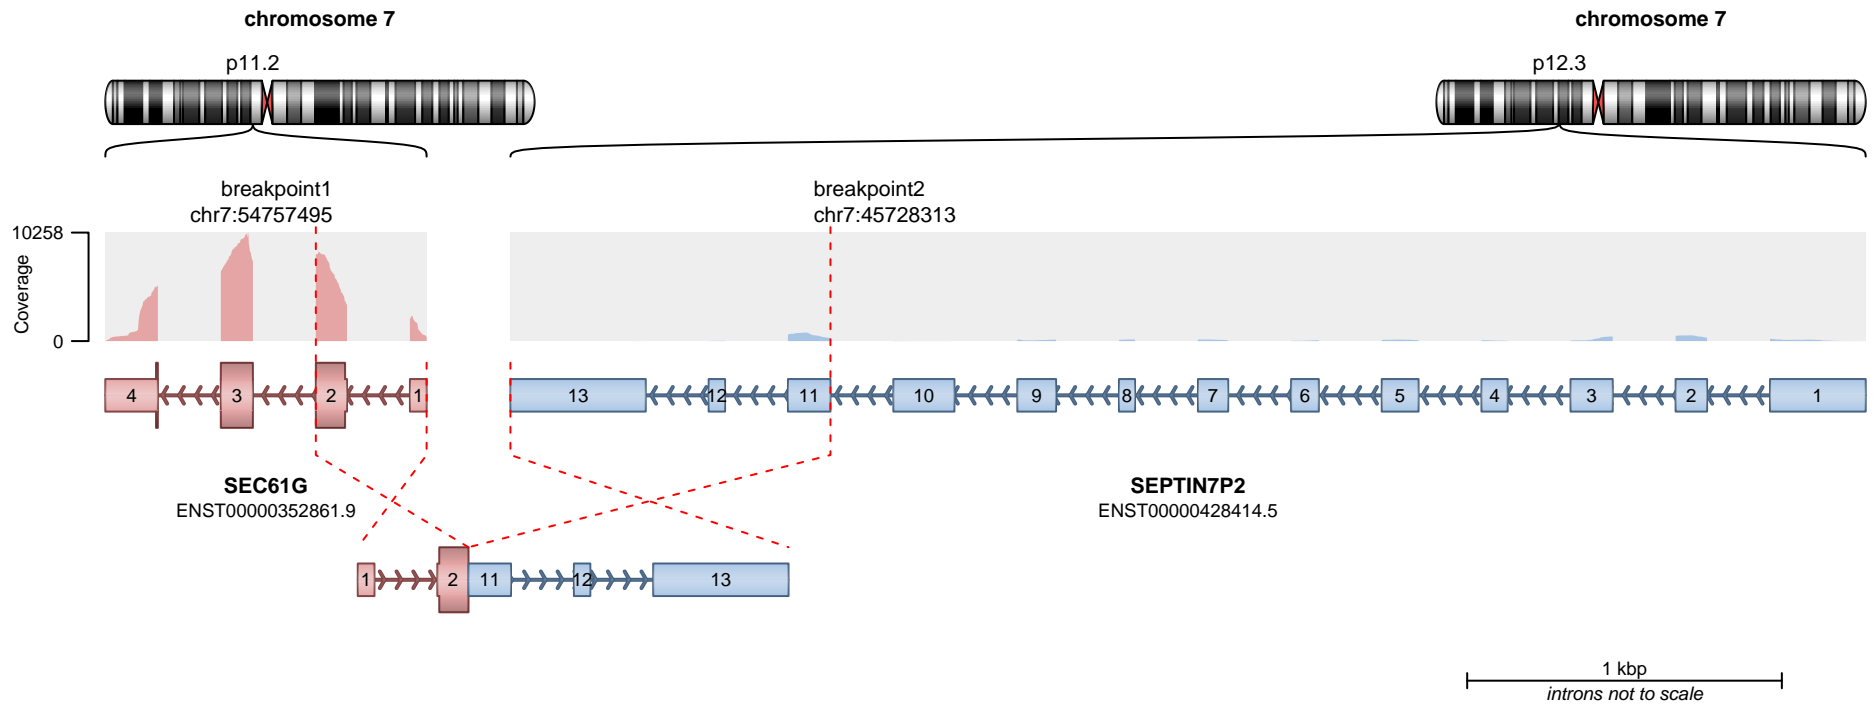 chromosome 7
chromosome 7
p11.2
p12.3
breakpoint1
chr7:54757495
breakpoint2
chr7:45728313
10258
Coverage
0
4 3 2 1
13 12 11 10 9 8 7 6 5 4 3 2 1
SEC61G
ENST00000352861.9
SEPTIN7P2
ENST00000428414.5
1 2 11 12 13
1 kbp
introns not to scale